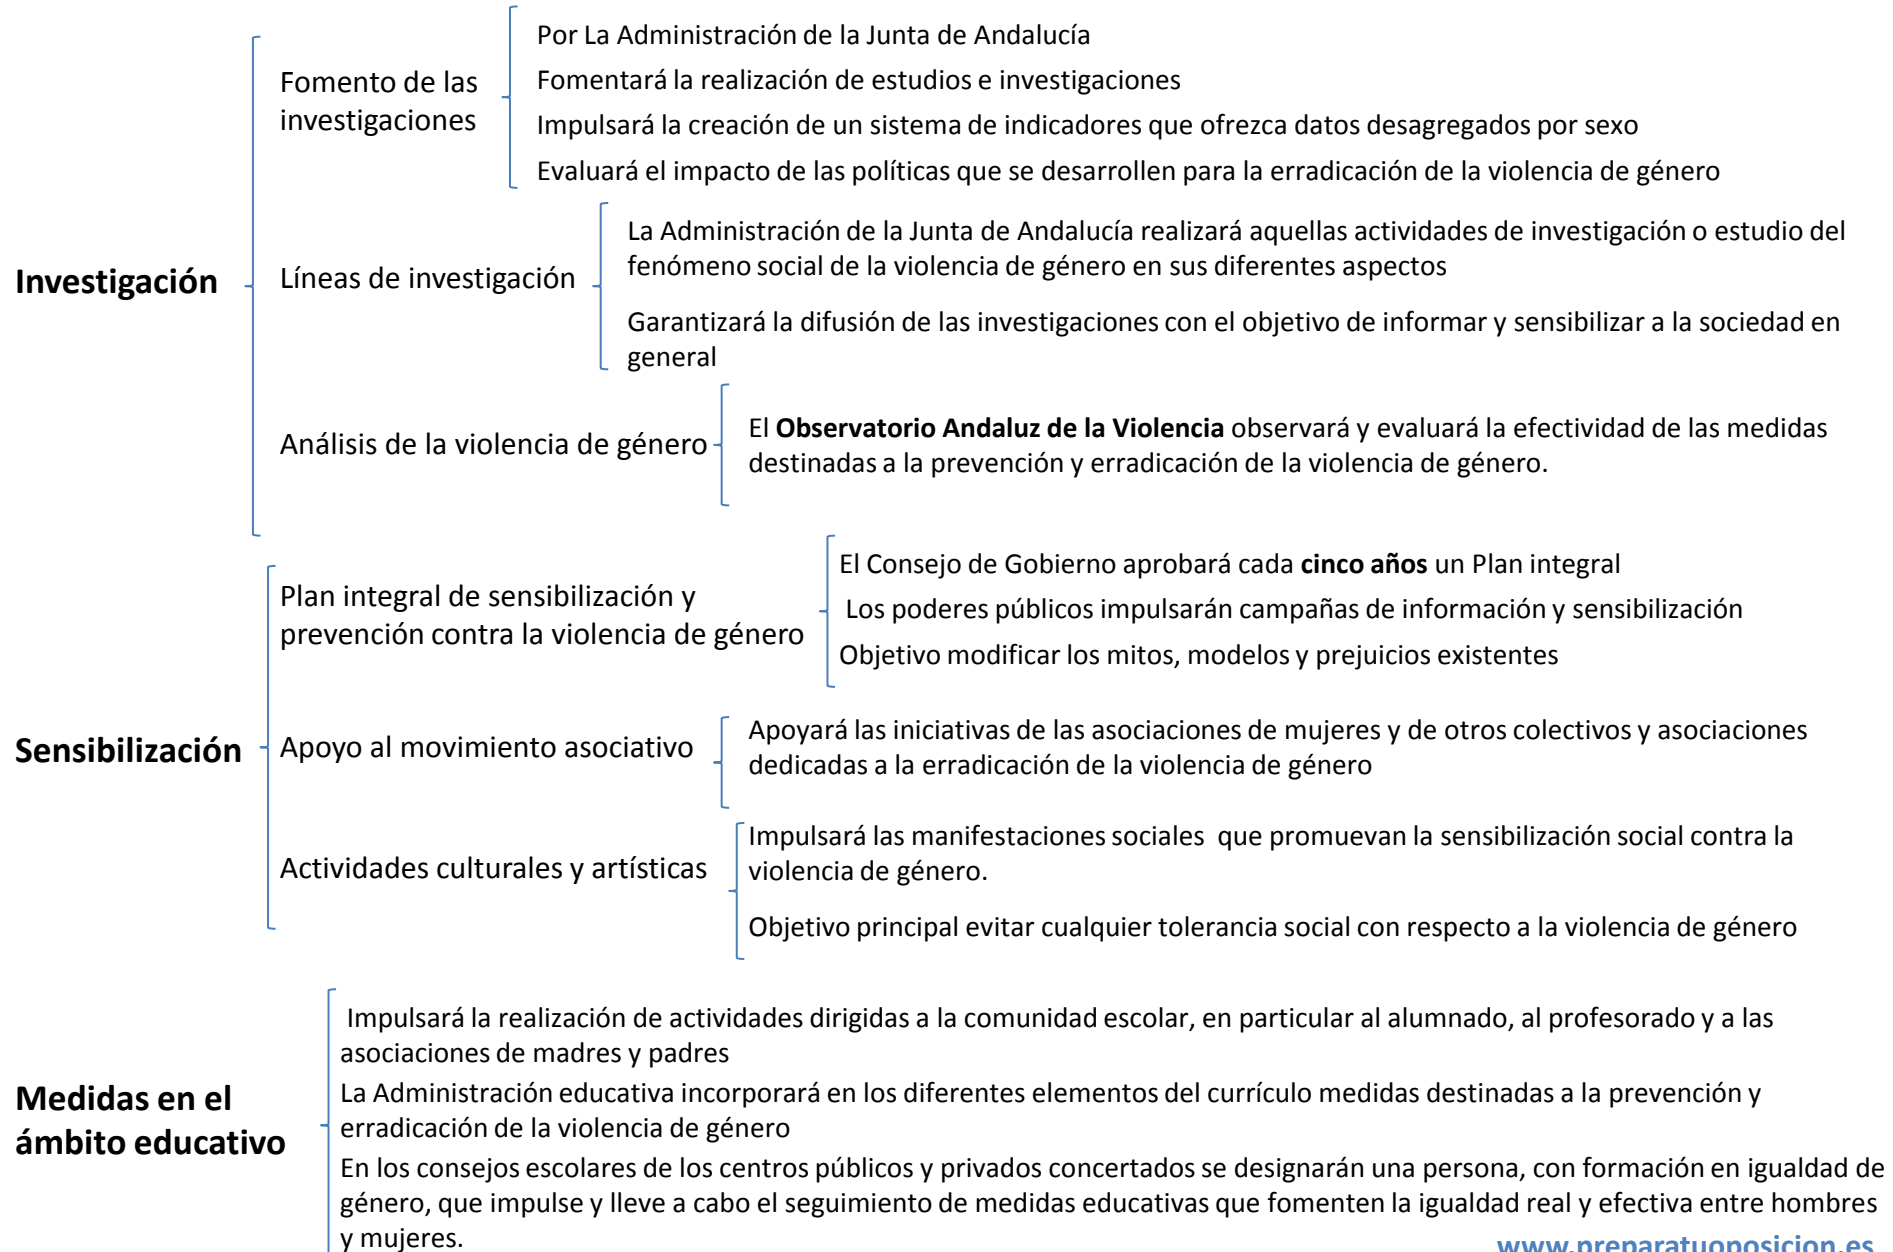 Investigación
Fomento de las
investigaciones
Por La Administración de la Junta de Andalucía
Fomentará la realización de estudios e investigaciones
Impulsará la creación de un sistema de indicadores que ofrezca datos desagregados por sexo
Evaluará el impacto de las políticas que se desarrollen para la erradicación de la violencia de género
Líneas de investigación
La Administración de la Junta de Andalucía realizará aquellas actividades de investigación o estudio del
fenómeno social de la violencia de género en sus diferentes aspectos
Garantizará la difusión de las investigaciones con el objetivo de informar y sensibilizar a la sociedad en
general
Análisis de la violencia de género
El Observatorio Andaluz de la Violencia observará y evaluará la efectividad de las medidas
destinadas a la prevención y erradicación de la violencia de género.
Sensibilización
Plan integral de sensibilización y
prevención contra la violencia de género
El Consejo de Gobierno aprobará cada cinco años un Plan integral
Los poderes públicos impulsarán campañas de información y sensibilización
Objetivo modificar los mitos, modelos y prejuicios existentes
Apoyo al movimiento asociativo
Apoyará las iniciativas de las asociaciones de mujeres y de otros colectivos y asociaciones
dedicadas a la erradicación de la violencia de género
Actividades culturales y artísticas
Impulsará las manifestaciones sociales que promuevan la sensibilización social contra la
violencia de género.
Objetivo principal evitar cualquier tolerancia social con respecto a la violencia de género
Medidas en el
ámbito educativo
Impulsará la realización de actividades dirigidas a la comunidad escolar, en particular al alumnado, al profesorado y a las
asociaciones de madres y padres
La Administración educativa incorporará en los diferentes elementos del currículo medidas destinadas a la prevención y
erradicación de la violencia de género
En los consejos escolares de los centros públicos y privados concertados se designarán una persona, con formación en igualdad de
género, que impulse y lleve a cabo el seguimiento de medidas educativas que fomenten la igualdad real y efectiva entre hombres
y mujeres.
www.preparatuoposicion.es